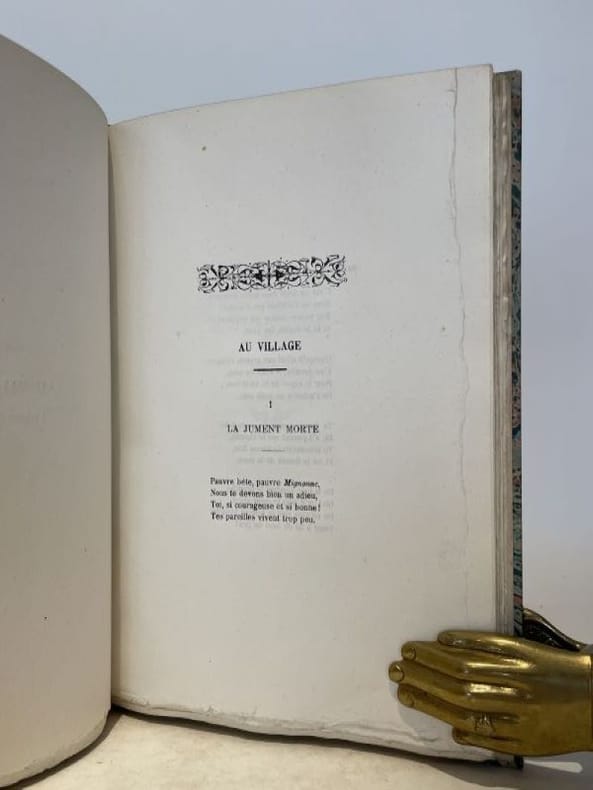 AU VILLAGE
I
LA JUMENT MORTE
Pauvre bête, pauvre Mignonne,
Nous te devons bien un adieu,
Toi, si courageuse et si bonne!
Tes pareilles vivent trop peu.